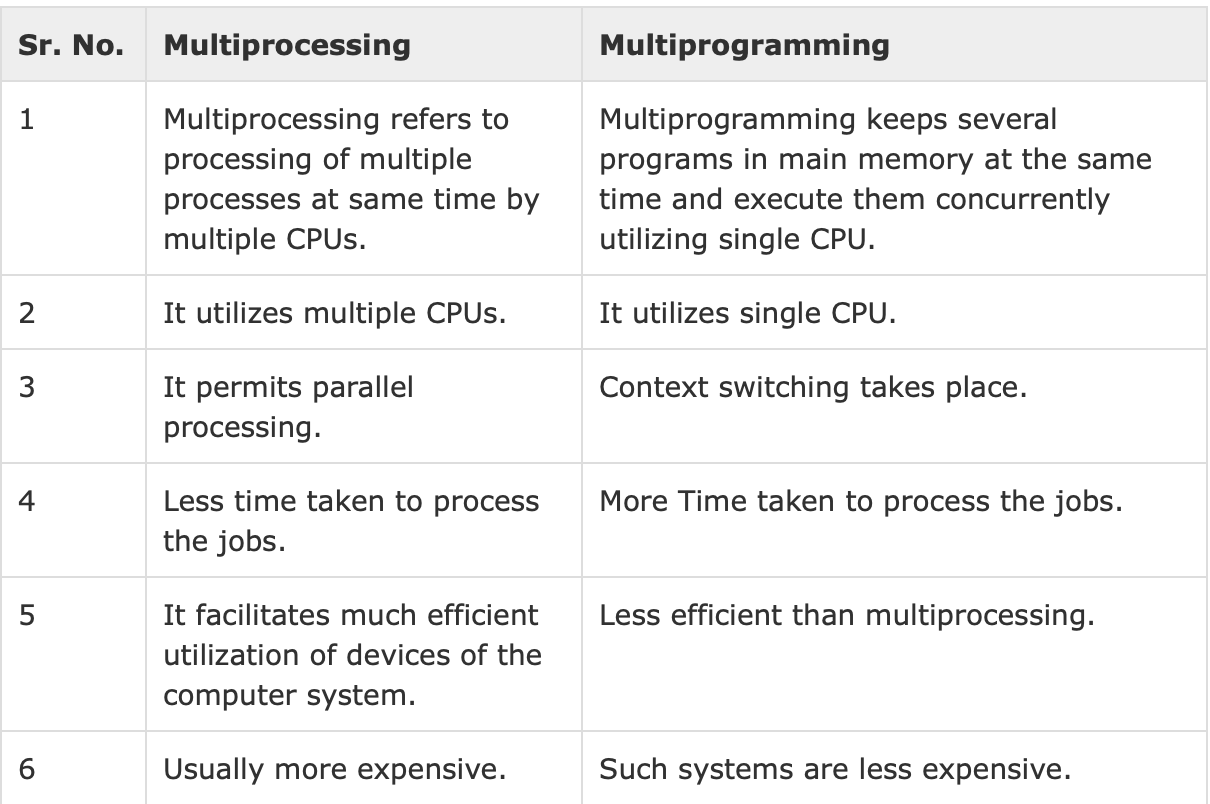 Sr. No. Multiprocessing Multiprogramming
1
Multiprocessing refers to
processing of multiple
processes at same time by
multiple CPUs.
Multiprogramming keeps several
programs in main memory at the same
time and execute them concurrently
utilizing single CPU.
2
It utilizes multiple CPUs.
It utilizes single CPU.
3
It permits parallel
processing.
Context switching takes place.
4
Less time taken to process
the jobs.
More Time taken to process the jobs.
5
It facilitates much efficient
utilization of devices of the
computer system.
Less efficient than multiprocessing.
6
Usually more expensive.
Such systems are less expensive.